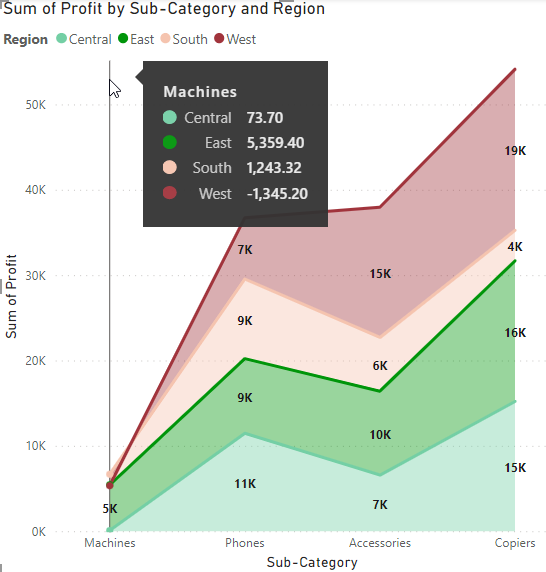 Sum of Profit by Sub-Category and Region
Region Central East South West
Machines
Central 73.70
East 5,359.40
South 1,243.32
West -1,345.20
50K
40K
30K
20K
10K
0K
Sum of Profit
5K
7K
9K
9K
11K
15K
6K
10K
7K
19K
4K
16K
15K
Machines Phones Accessories Copiers
Sub-Category